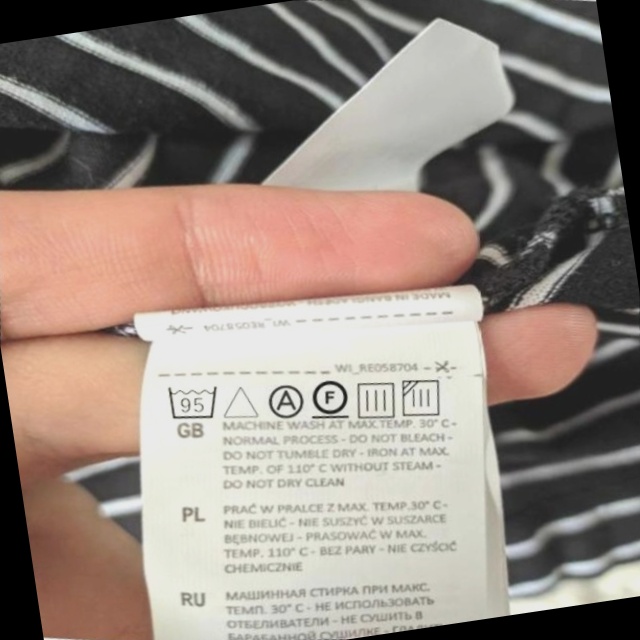 MADE IN BANGLADESH
WI_RE058704
WI_RE058704
95 A F
GB MACHINE WASH AT MAX.TEMP. 30° C -
NORMAL PROCESS - DO NOT BLEACH -
DO NOT TUMBLE DRY - IRON AT MAX.
TEMP. OF 110° C WITHOUT STEAM -
DO NOT DRY CLEAN
PL PRAĆ W PRALCE Z MAX. TEMP.30° C -
NIE BIELIĆ - NIE SUSZYĆ W SUSZARCE
BĘBNOWEJ - PRASOWAĆ W MAX.
TEMP. 110° C - BEZ PARY - NIE CZYŚCIĆ
CHEMICZNIE
RU МАШИННАЯ СТИРКА ПРИ МАКС.
ТЕМП. 30° C - НЕ ИСПОЛЬЗОВАТЬ
ОТБЕЛИВАТЕЛИ - НЕ СУШИТЬ В
БАРАБАННОЙ СУШИЛКЕ -